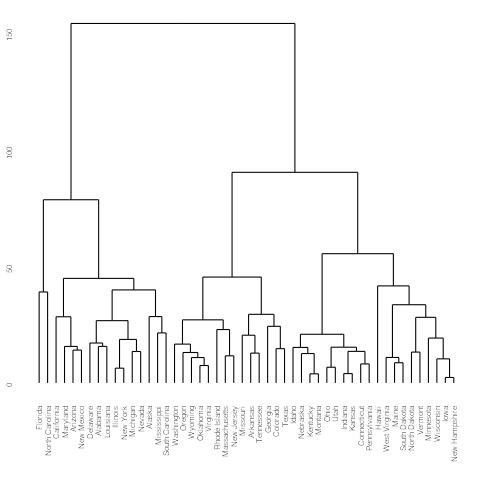 150
100
50
0
Florida
North Carolina
California
Maryland
Arizona
New Mexico
Delaware
Alabama
Louisiana
Illinois
New York
Michigan
Nevada
Alaska
Mississippi
South Carolina
Washington
Oregon
Wyoming
Oklahoma
Virginia
Rhode Island
Massachusetts
New Jersey
Missouri
Arkansas
Tennessee
Georgia
Colorado
Texas
Idaho
Nebraska
Kentucky
Montana
Ohio
Utah
Indiana
Kansas
Connecticut
Pennsylvania
Hawaii
West Virginia
Maine
South Dakota
North Dakota
Vermont
Minnesota
Wisconsin
Iowa
New Hampshire